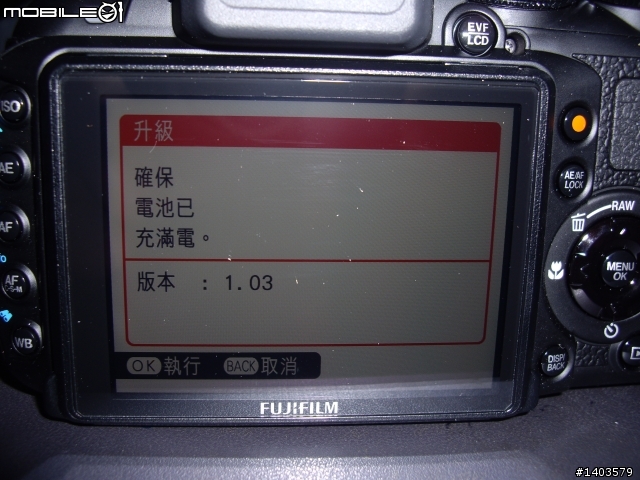 MOBILE01
EVF
LCD
ISO
AE
AF
AF
WB
升級
確保
電池已
充滿電。
版本 : 1.03
OK 執行 BACK 取消
FUJIFILM
AE/AF
LOCK
RAW
MENU
OK
DISP/
BACK
#1403579